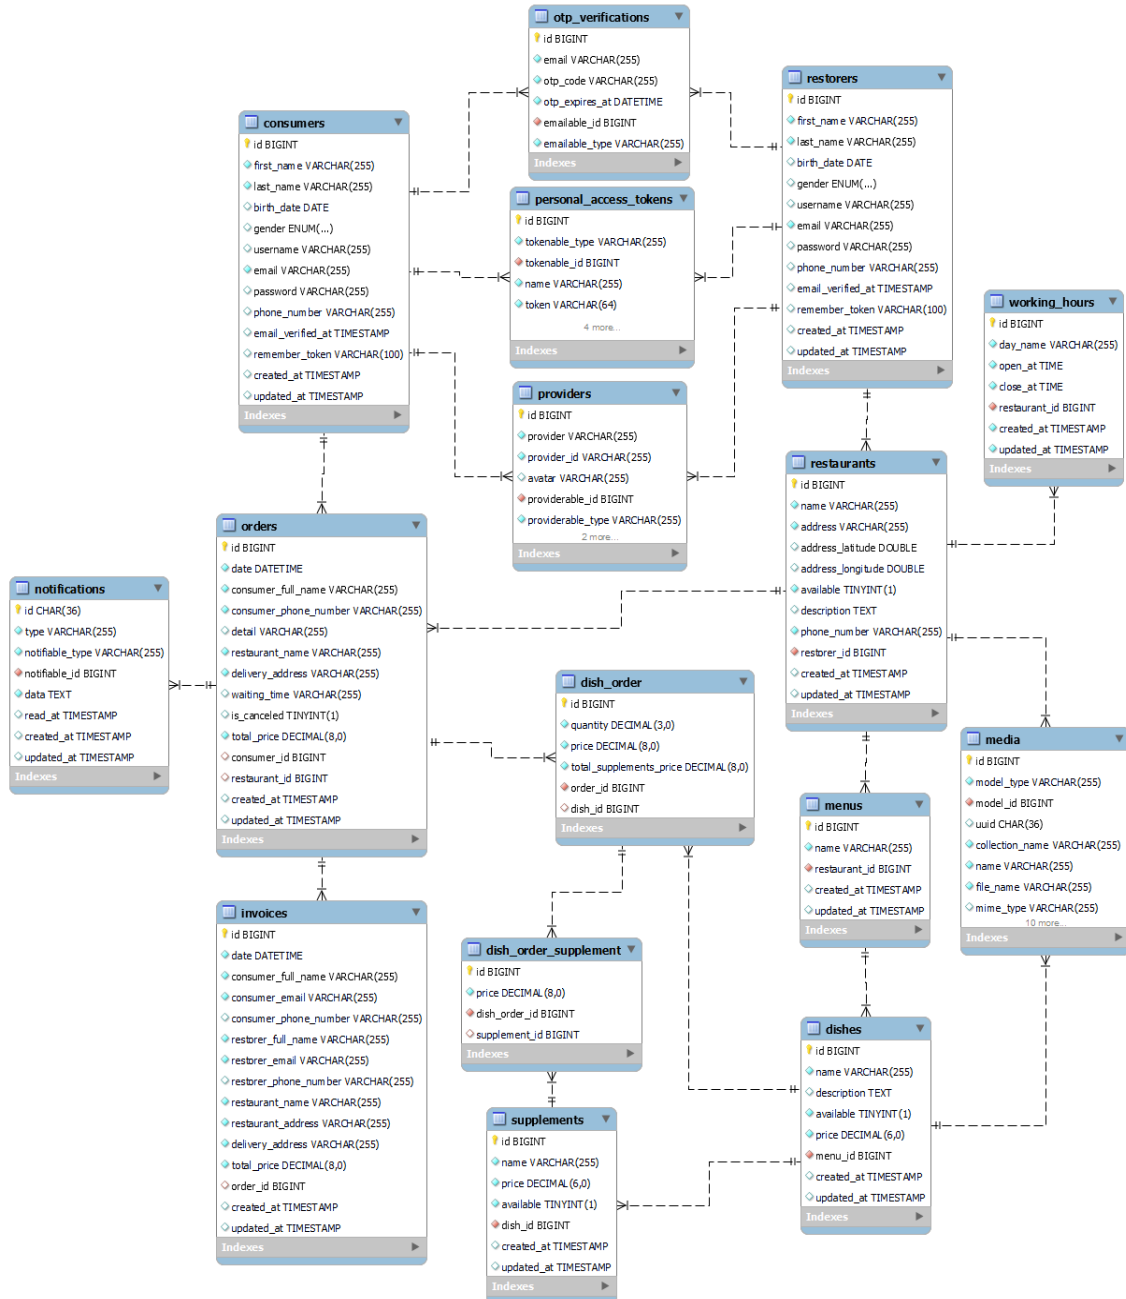 otp_verifications
id BIGINT
email VARCHAR(255)
otp_code VARCHAR(255)
otp_expires_at DATETIME
emailable_id BIGINT
emailable_type VARCHAR(255)
Indexes
restorers
id BIGINT
first_name VARCHAR(255)
last_name VARCHAR(255)
birth_date DATE
gender ENUM(...)
username VARCHAR(255)
email VARCHAR(255)
password VARCHAR(255)
phone_number VARCHAR(255)
email_verified_at TIMESTAMP
remember_token VARCHAR(100)
created_at TIMESTAMP
updated_at TIMESTAMP
Indexes
consumers
id BIGINT
first_name VARCHAR(255)
last_name VARCHAR(255)
birth_date DATE
gender ENUM(...)
username VARCHAR(255)
email VARCHAR(255)
password VARCHAR(255)
phone_number VARCHAR(255)
email_verified_at TIMESTAMP
remember_token VARCHAR(100)
created_at TIMESTAMP
updated_at TIMESTAMP
Indexes
personal_access_tokens
id BIGINT
tokenable_type VARCHAR(255)
tokenable_id BIGINT
name VARCHAR(255)
token VARCHAR(64)
4 more...
Indexes
working_hours
id BIGINT
day_name VARCHAR(255)
open_at TIME
close_at TIME
restaurant_id BIGINT
created_at TIMESTAMP
updated_at TIMESTAMP
Indexes
providers
id BIGINT
provider VARCHAR(255)
provider_id VARCHAR(255)
avatar VARCHAR(255)
providerable_id BIGINT
providerable_type VARCHAR(255)
2 more...
Indexes
restaurants
id BIGINT
name VARCHAR(255)
address VARCHAR(255)
address_latitude DOUBLE
address_longitude DOUBLE
available TINYINT(1)
description TEXT
phone_number VARCHAR(255)
restorer_id BIGINT
created_at TIMESTAMP
updated_at TIMESTAMP
Indexes
orders
id BIGINT
date DATETIME
consumer_full_name VARCHAR(255)
consumer_phone_number VARCHAR(255)
detail VARCHAR(255)
restaurant_name VARCHAR(255)
delivery_address VARCHAR(255)
waiting_time VARCHAR(255)
is_canceled TINYINT(1)
total_price DECIMAL(8,0)
consumer_id BIGINT
restaurant_id BIGINT
created_at TIMESTAMP
updated_at TIMESTAMP
Indexes
notifications
id CHAR(36)
type VARCHAR(255)
notifiable_type VARCHAR(255)
notifiable_id BIGINT
data TEXT
read_at TIMESTAMP
created_at TIMESTAMP
updated_at TIMESTAMP
Indexes
dish_order
id BIGINT
quantity DECIMAL(3,0)
price DECIMAL(8,0)
total_supplements_price DECIMAL(8,0)
order_id BIGINT
dish_id BIGINT
Indexes
media
id BIGINT
model_type VARCHAR(255)
model_id BIGINT
uuid CHAR(36)
collection_name VARCHAR(255)
name VARCHAR(255)
file_name VARCHAR(255)
mime_type VARCHAR(255)
10 more...
Indexes
menus
id BIGINT
name VARCHAR(255)
restaurant_id BIGINT
created_at TIMESTAMP
updated_at TIMESTAMP
Indexes
invoices
id BIGINT
date DATETIME
consumer_full_name VARCHAR(255)
consumer_email VARCHAR(255)
consumer_phone_number VARCHAR(255)
restorer_full_name VARCHAR(255)
restorer_email VARCHAR(255)
restorer_phone_number VARCHAR(255)
restaurant_name VARCHAR(255)
restaurant_address VARCHAR(255)
delivery_address VARCHAR(255)
total_price DECIMAL(8,0)
order_id BIGINT
created_at TIMESTAMP
updated_at TIMESTAMP
Indexes
dish_order_supplement
id BIGINT
price DECIMAL(8,0)
dish_order_id BIGINT
supplement_id BIGINT
Indexes
dishes
id BIGINT
name VARCHAR(255)
description TEXT
available TINYINT(1)
price DECIMAL(6,0)
menu_id BIGINT
created_at TIMESTAMP
updated_at TIMESTAMP
Indexes
supplements
id BIGINT
name VARCHAR(255)
price DECIMAL(6,0)
available TINYINT(1)
dish_id BIGINT
created_at TIMESTAMP
updated_at TIMESTAMP
Indexes